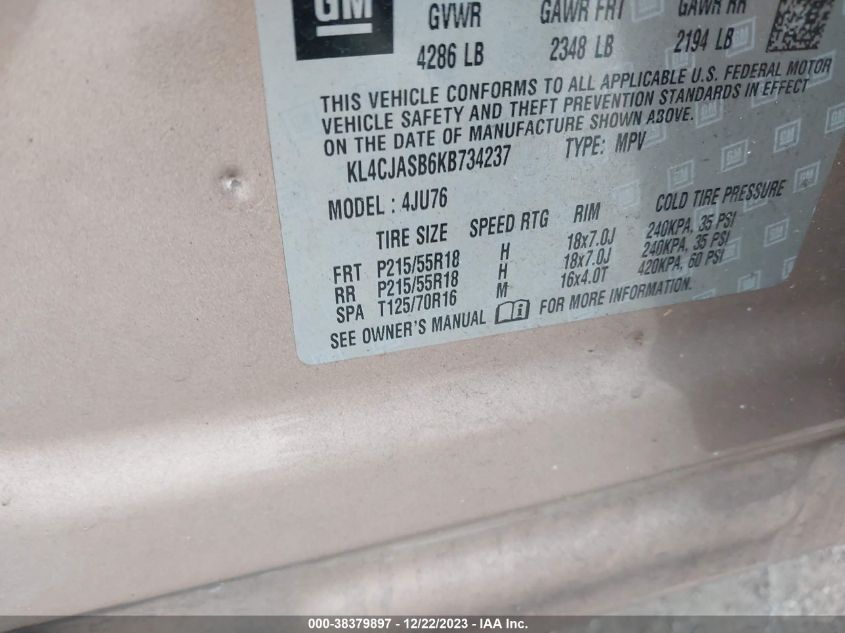 GM
GVWR GAWR FRT GAWR RR
4286 LB 2348 LB 2194 LB
THIS VEHICLE CONFORMS TO ALL APPLICABLE U.S. FEDERAL MOTOR
VEHICLE SAFETY AND THEFT PREVENTION STANDARDS IN EFFECT
ON THE DATE OF MANUFACTURE SHOWN ABOVE.
KL4CJASB6KB734237 TYPE: MPV
MODEL : 4JU76
TIRE SIZE SPEED RTG RIM COLD TIRE PRESSURE
FRT P215/55R18 H 18x7.0J 240KPA, 35 PSI
RR P215/55R18 H 18x7.0J 240KPA, 35 PSI
SPA T125/70R16 M 16x4.0T 420KPA, 60 PSI
SEE OWNER'S MANUAL FOR MORE INFORMATION.
000-38379897 - 12/22/2023 - IAAI.com